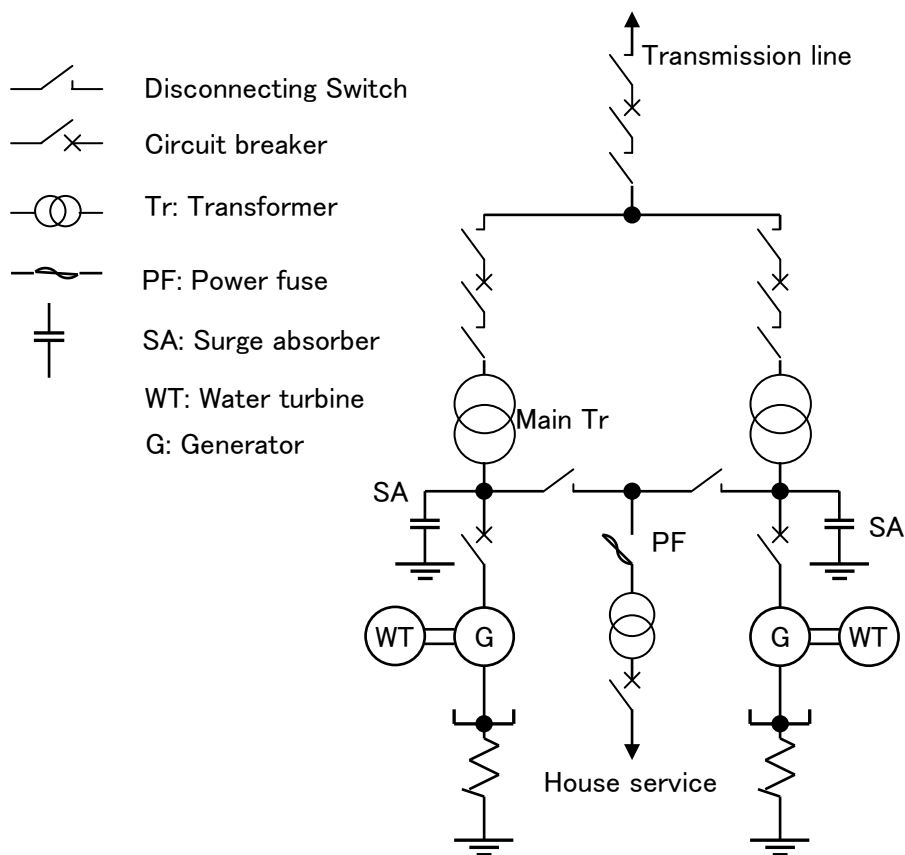 Transmission line
Disconnecting Switch
Circuit breaker
Tr: Transformer
PF: Power fuse
SA: Surge absorber
WT: Water turbine
G: Generator
Main Tr
SA
PF
SA
WT
G
G
WT
House service